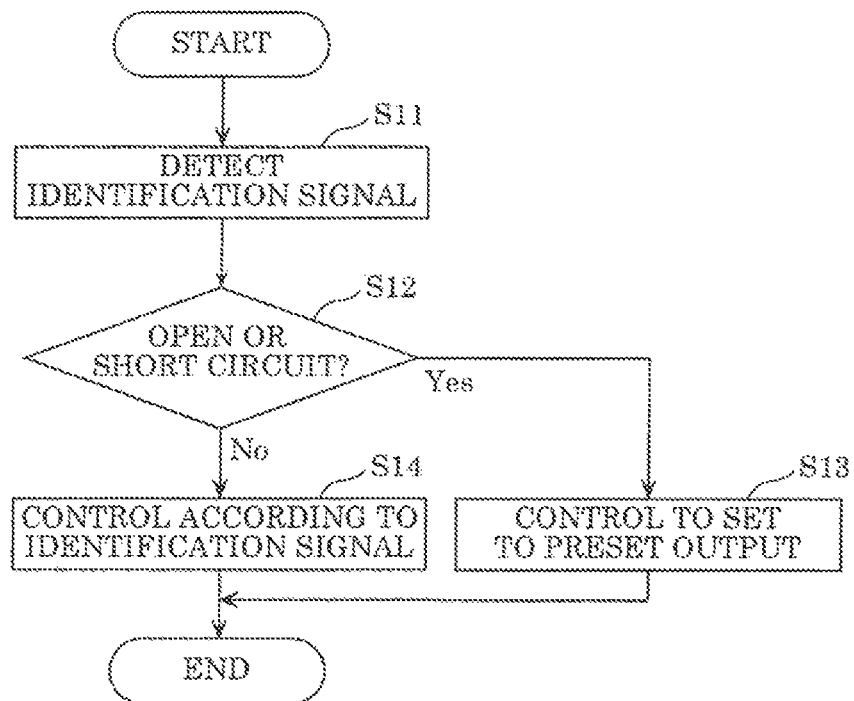 START
S11
DETECT
IDENTIFICATION SIGNAL
S12
OPEN OR
SHORT CIRCUIT?
Yes
No
S14
CONTROL ACCORDING TO
IDENTIFICATION SIGNAL
S13
CONTROL TO SET
TO PRESET OUTPUT
END